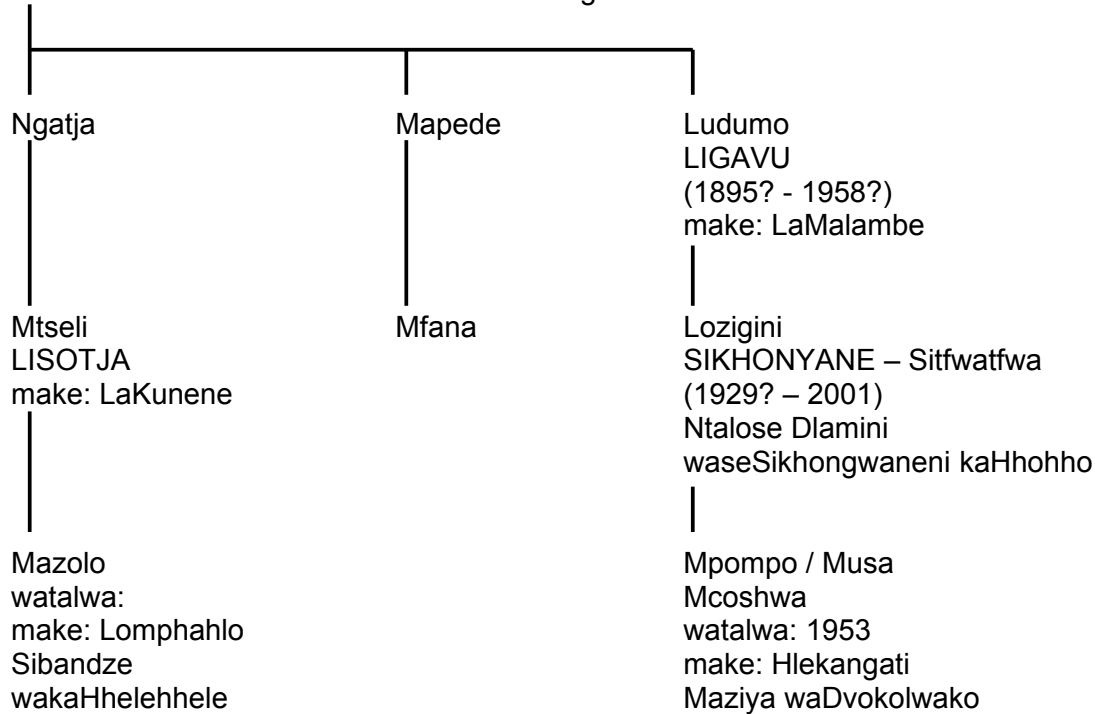 Ngatja
Mapede
Ludumo
LIGAVU
(1895? - 1958?)
make: LaMalambe
Mtseli
LISOTJA
make: LaKunene
Mfana
Lozigini
SIKHONYANE – Sitfwatfwa
(1929? – 2001)
Ntalose Dlamini
waseSikhongwaneni kaHhohho
Mazolo
watalwa:
make: Lomphahlo
Sibandze
wakaHhelehhele
Mpompo / Musa
Mcoshwa
watalwa: 1953
make: Hlekangati
Maziya waDvokolwako